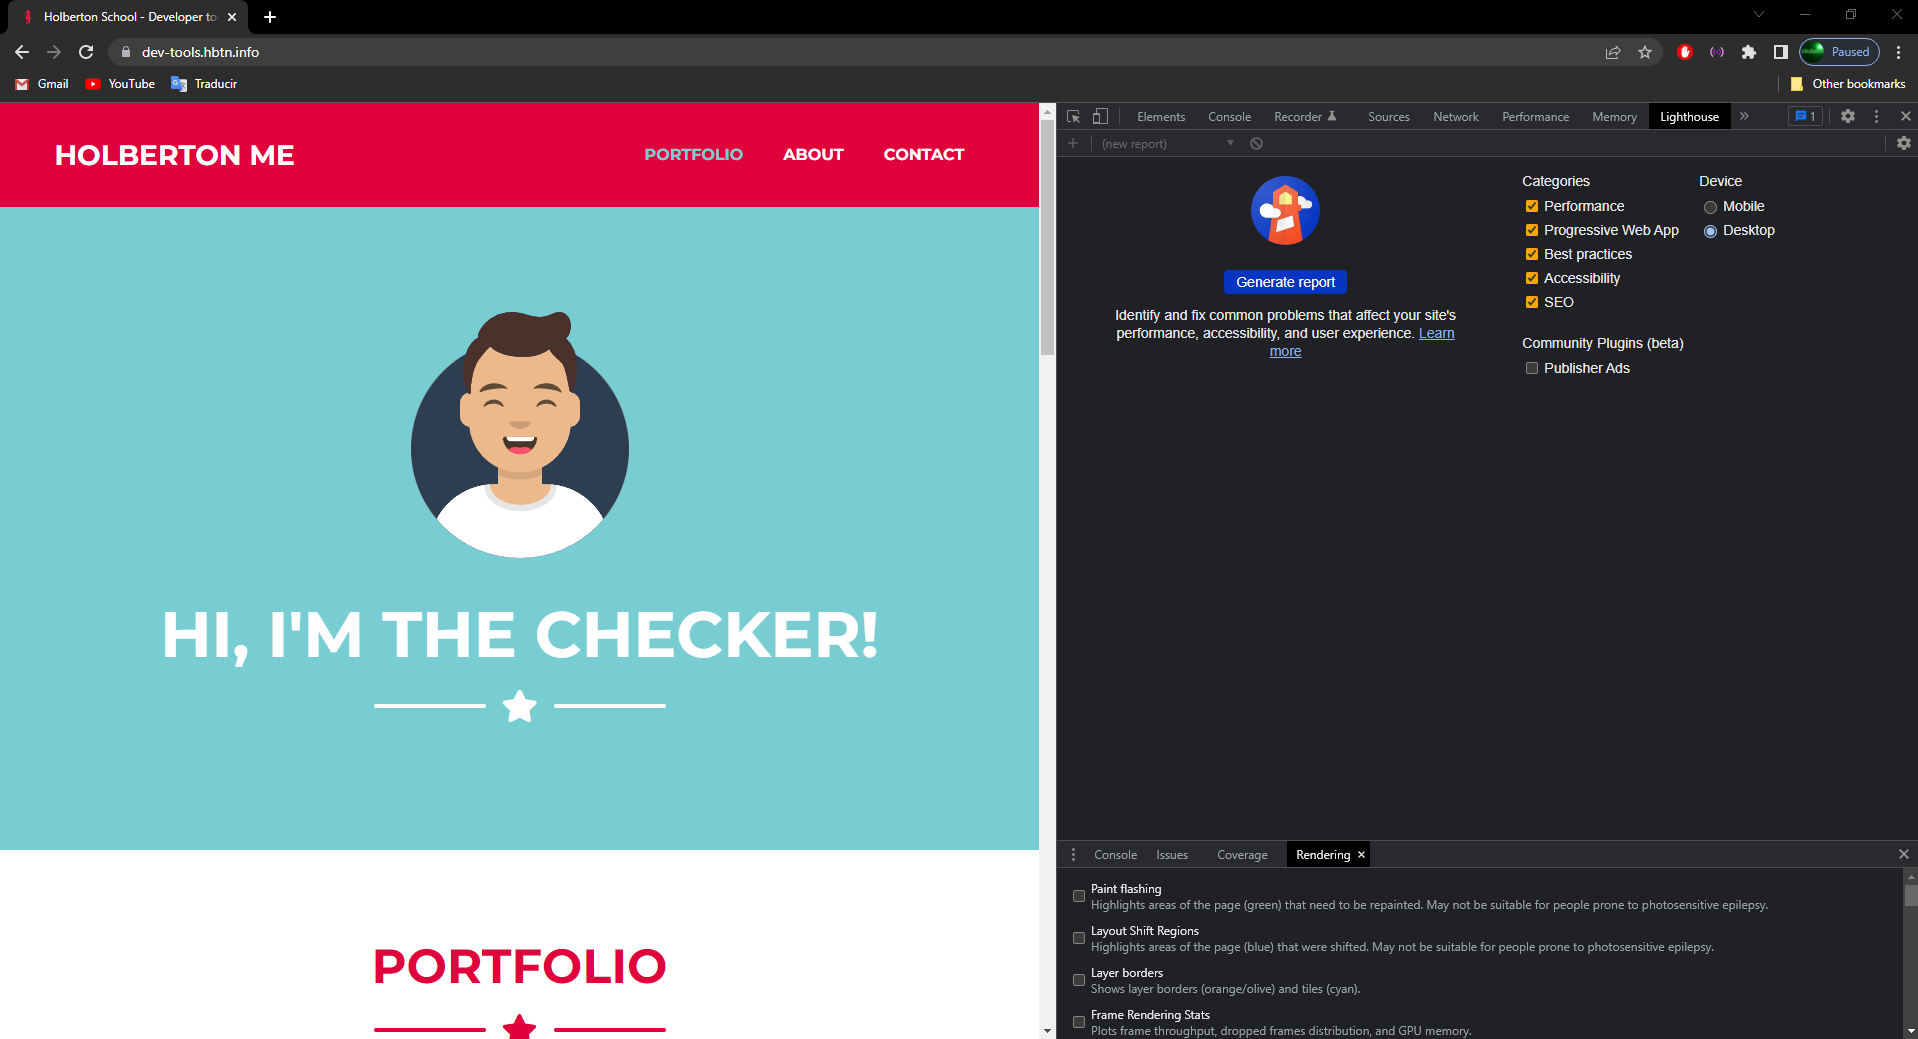 Holberton School - Developer to
dev-tools.hbtn.info
Paused
Gmail YouTube Traducir Other bookmarks
HOLBERTON ME PORTFOLIO ABOUT CONTACT
HI, I'M THE CHECKER!
PORTFOLIO
Elements Console Recorder Sources Network Performance Memory Lighthouse » 1
(new report)
Generate report
Identify and fix common problems that affect your site's
performance, accessibility, and user experience. Learn
more
Categories
Performance
Progressive Web App
Best practices
Accessibility
SEO
Community Plugins (beta)
Publisher Ads
Device
Mobile
Desktop
Console Issues Coverage Rendering
Paint flashing
Highlights areas of the page (green) that need to be repainted. May not be suitable for people prone to photosensitive epilepsy.
Layout Shift Regions
Highlights areas of the page (blue) that were shifted. May not be suitable for people prone to photosensitive epilepsy.
Layer borders
Shows layer borders (orange/olive) and tiles (cyan).
Frame Rendering Stats
Plots frame throughput, dropped frames distribution, and GPU memory.